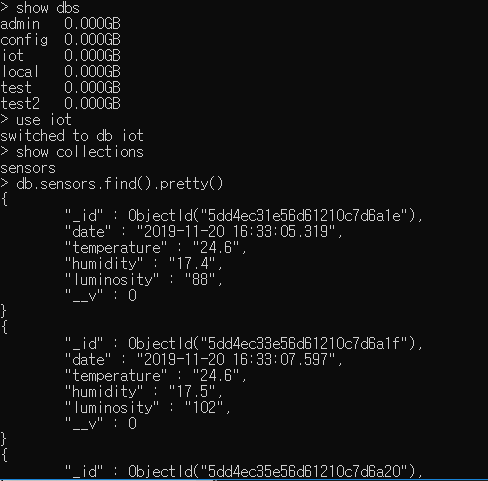 > show dbs
admin   0.000GB
config  0.000GB
iot     0.000GB
local   0.000GB
test    0.000GB
test2   0.000GB
> use iot
switched to db iot
> show collections
sensors
> db.sensors.find().pretty()
{
        "_id" : ObjectId("5dd4ec31e56d61210c7d6a1e"),
        "date" : "2019-11-20 16:33:05.319",
        "temperature" : "24.6",
        "humidity" : "17.4",
        "luminosity" : "88",
        "__v" : 0
}
{
        "_id" : ObjectId("5dd4ec33e56d61210c7d6a1f"),
        "date" : "2019-11-20 16:33:07.597",
        "temperature" : "24.6",
        "humidity" : "17.5",
        "luminosity" : "102",
        "__v" : 0
}
{
        "_id" : ObjectId("5dd4ec35e56d61210c7d6a20"),